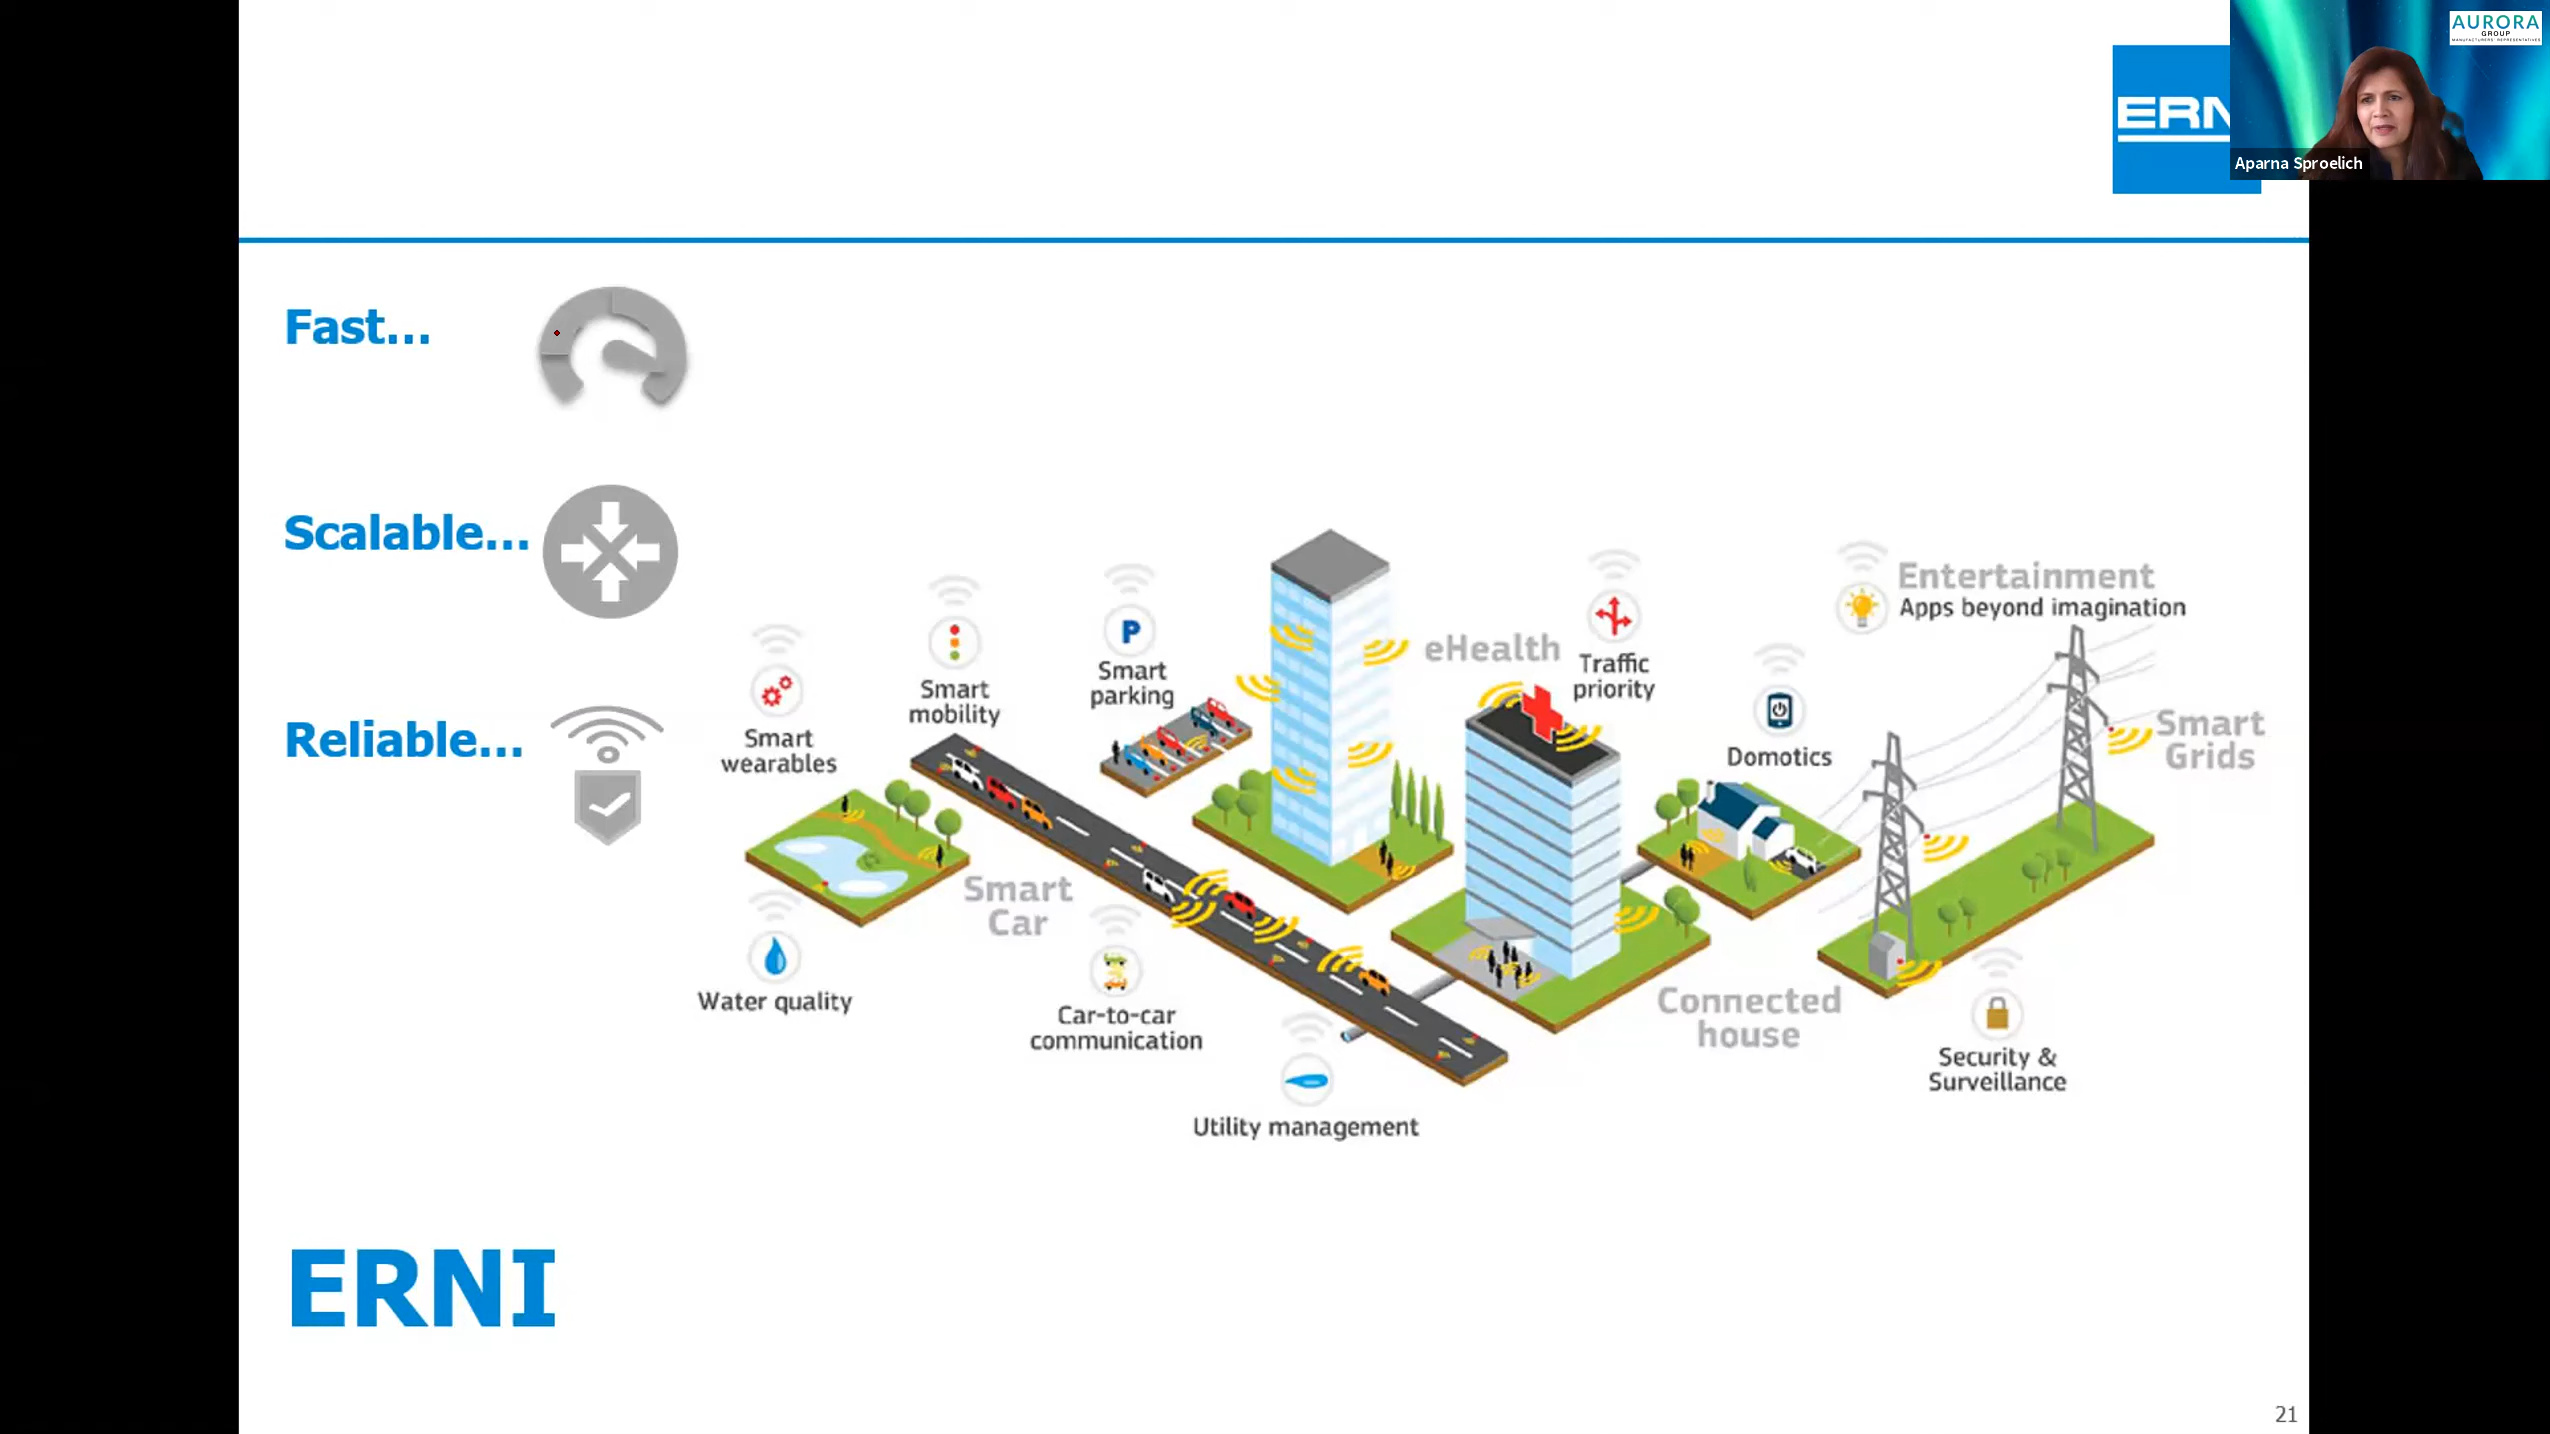 AURORA
GROUP
MANUFACTURERS' REPRESENTATIVES
ERN
Aparna Sproelich
Fast...
Scalable...
Reliable...
Smart
wearables
Smart
mobility
P
Smart
parking
eHealth
Traffic
priority
Entertainment
Apps beyond imagination
Domotics
Smart
Grids
Smart
Car
Water quality
Car-to-car
communication
Utility management
Connected
house
Security &
Surveillance
ERNI
21